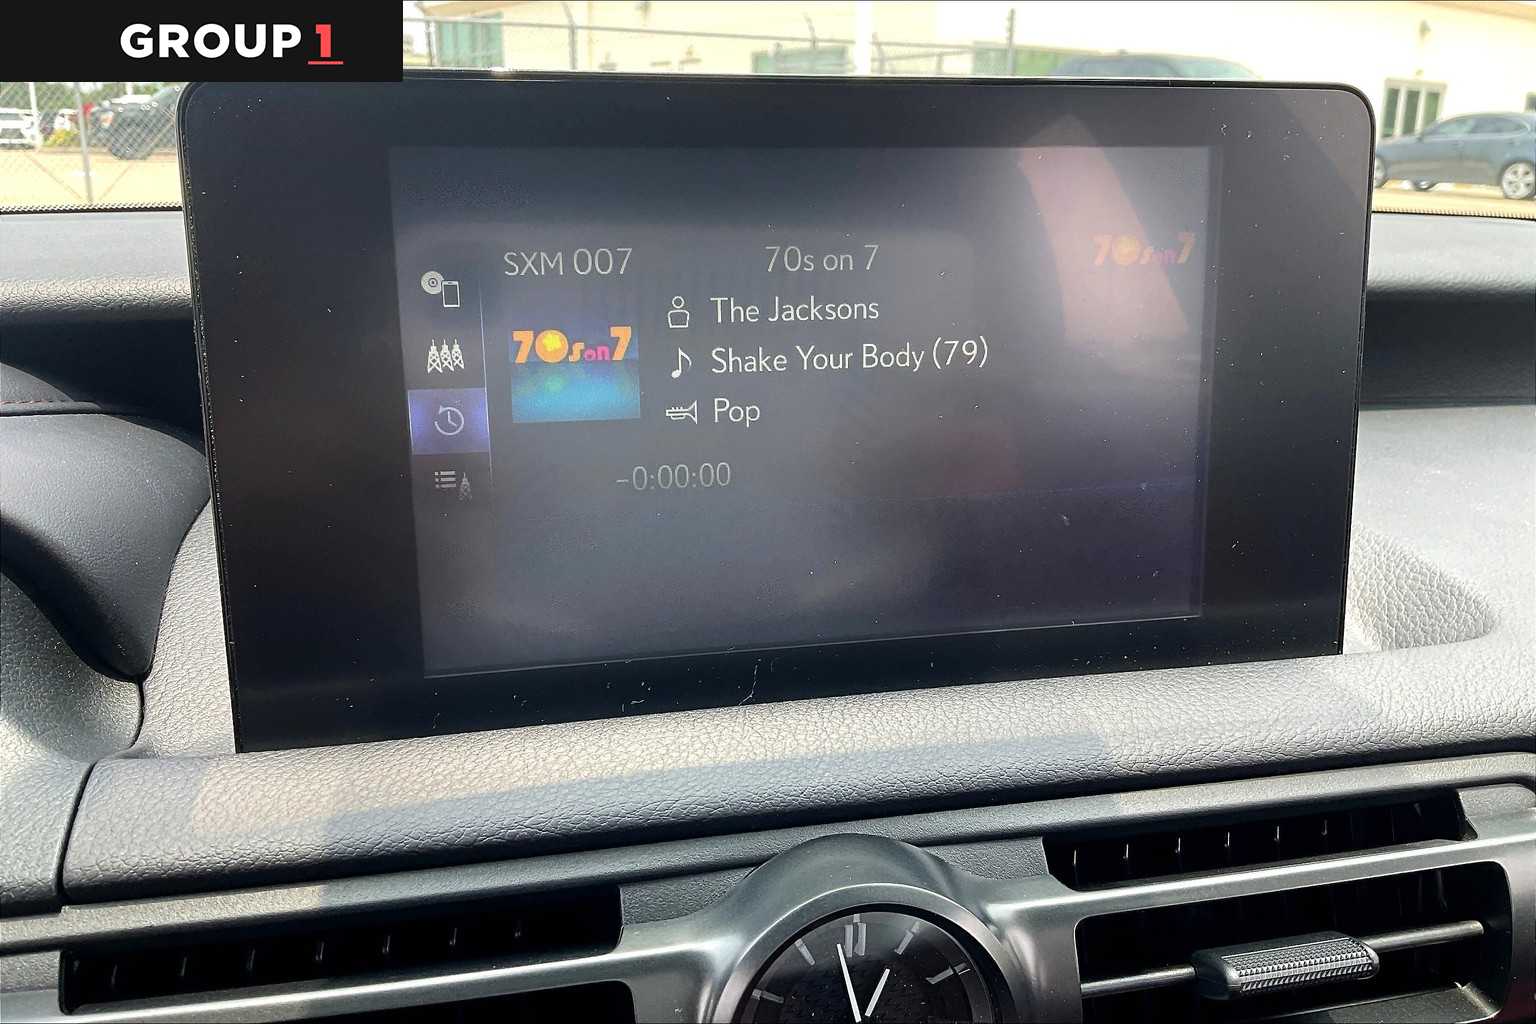 GROUP 1
SXM 007
70s on 7
70s on 7
The Jacksons
70s on 7
Shake Your Body (79)
Pop
-0:00:00